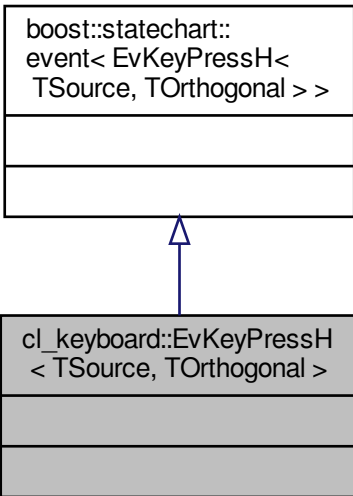 boost::statechart::
event< EvKeyPressH<
 TSource, TOrthogonal > >
cl_keyboard::EvKeyPressH
< TSource, TOrthogonal >